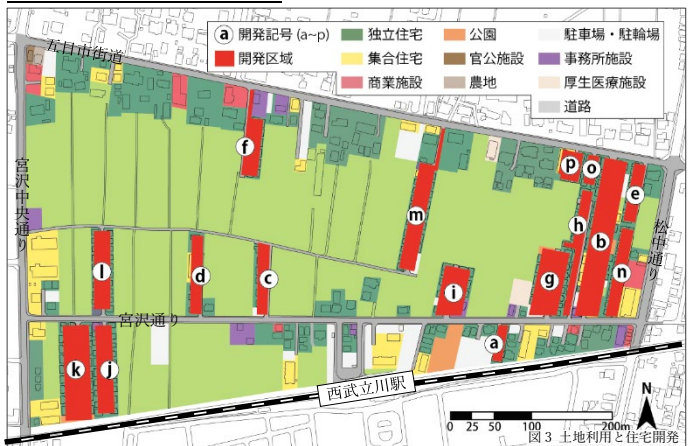 ⓐ 開発記号 (a~p)
開発区域
独立住宅
集合住宅
商業施設
公園
官公施設
農地
駐車場・駐輪場
事務所施設
厚生医療施設
道路
五日市街道
宮沢中央通り
松中通り
宮沢通り
f
p
o
e
m
h
b
l
d
c
i
g
n
a
k
j
西武立川駅
N
0 25 50 100 200m
図3 土地利用と住宅開発